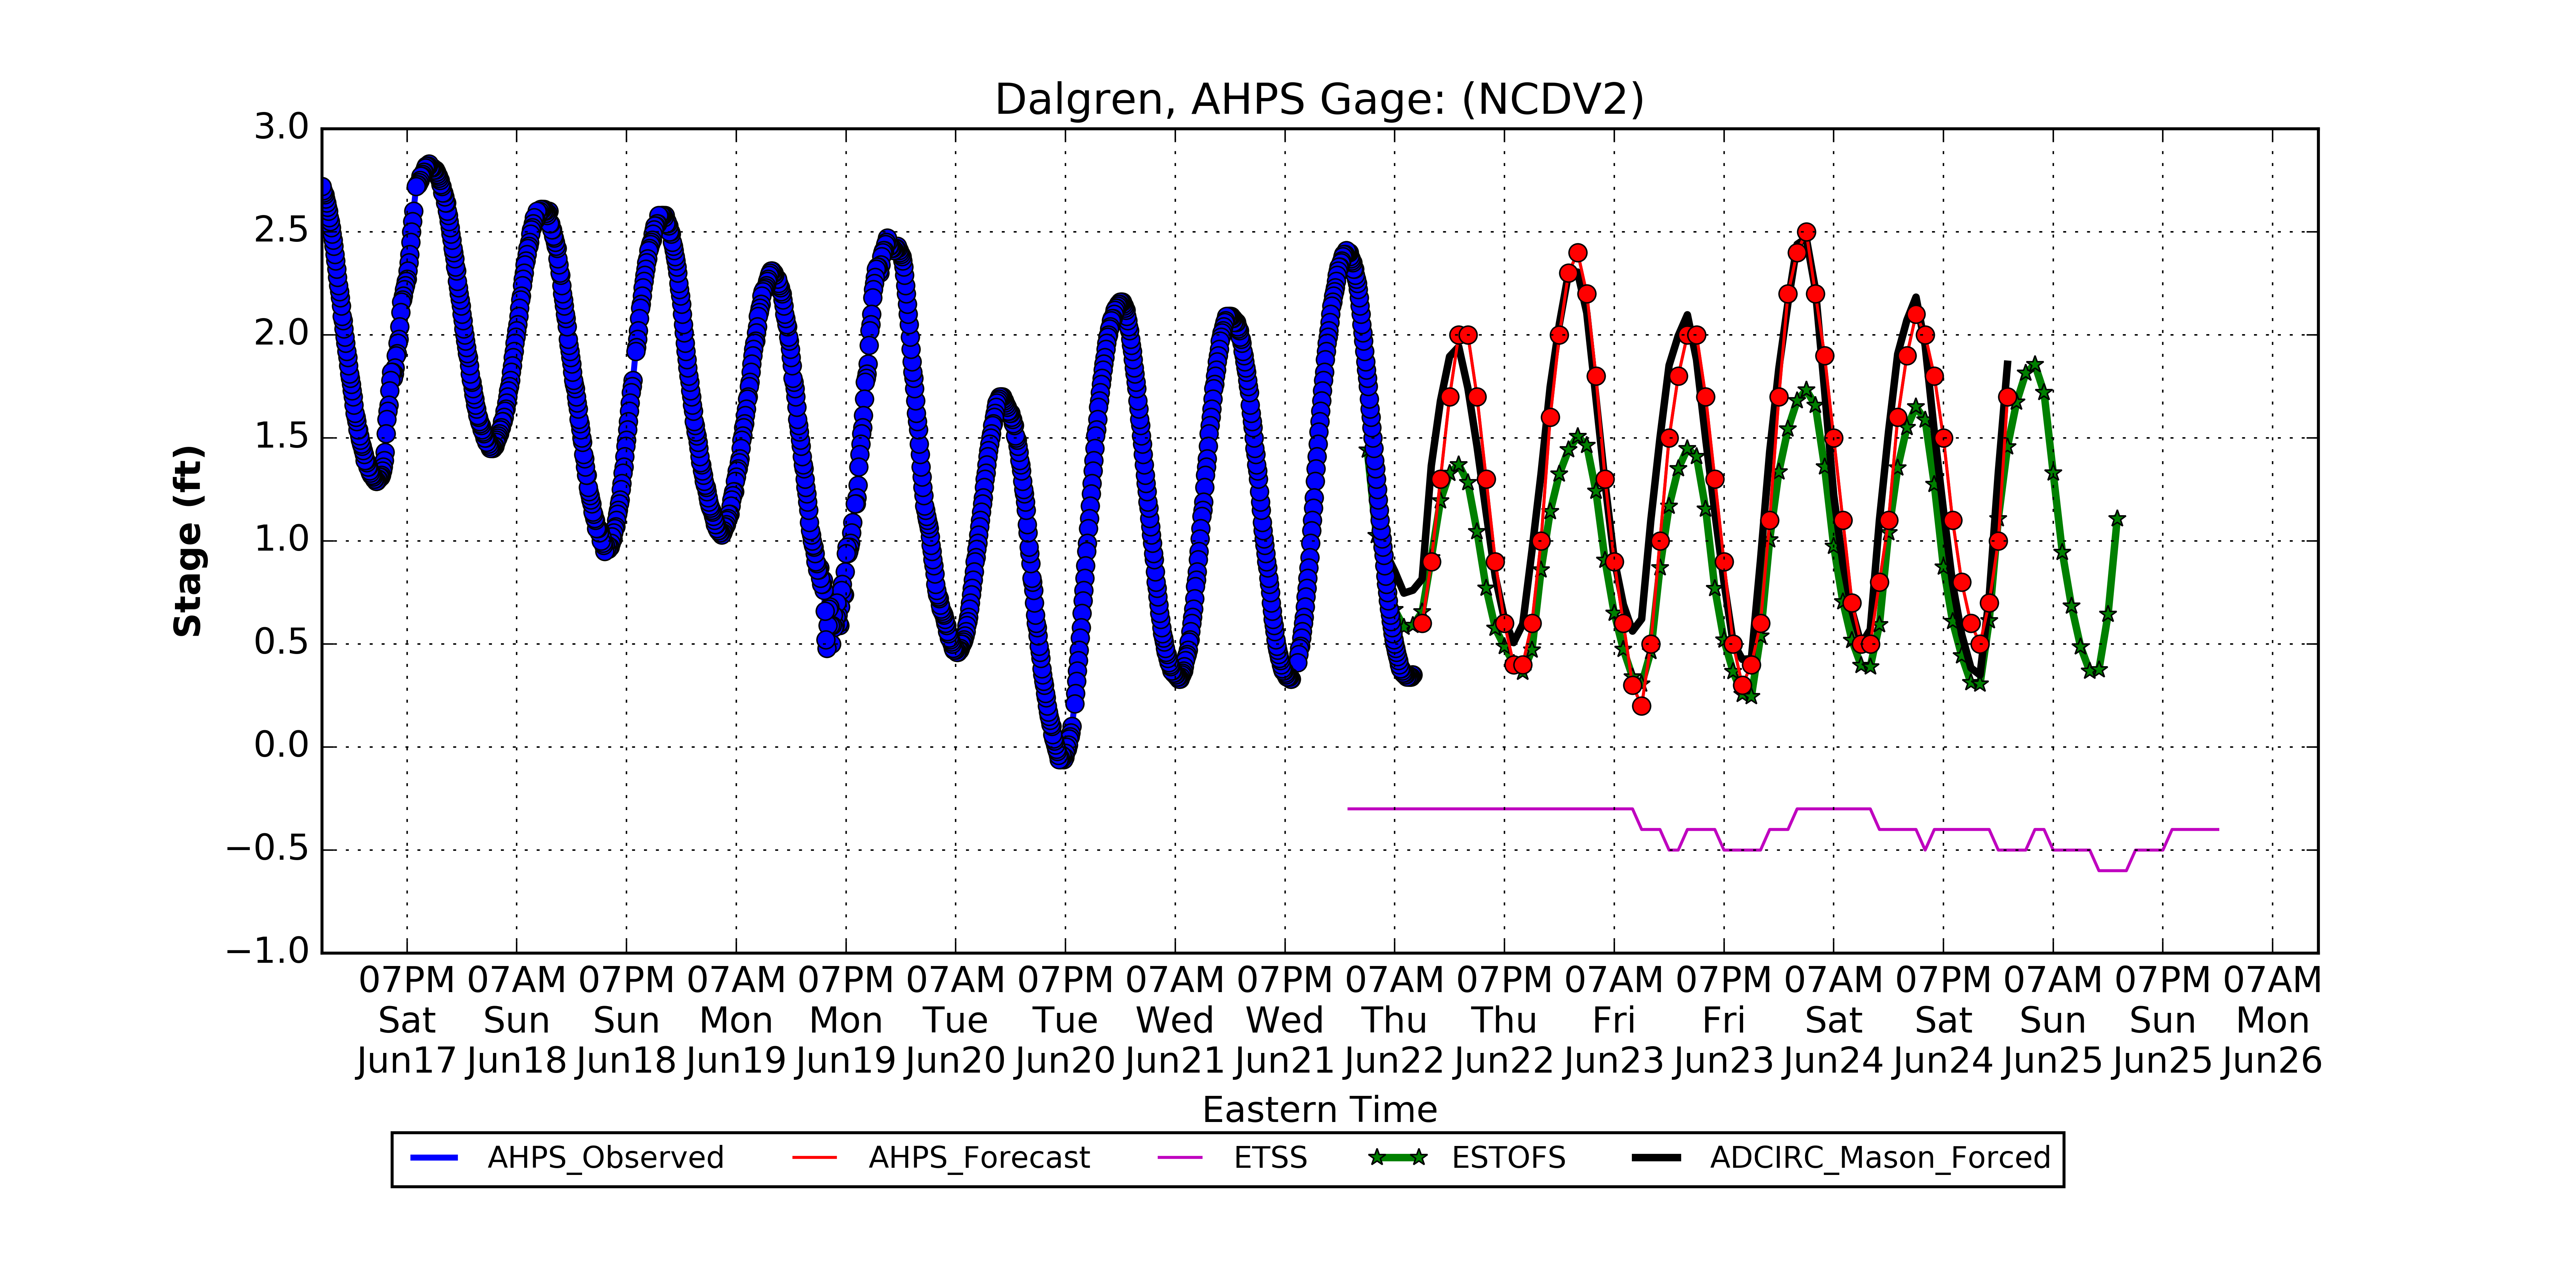 Dalgren, AHPS Gage: (NCDV2)
3.0
2.5
2.0
1.5
1.0
0.5
0.0
−0.5
−1.0
Stage (ft)
07PM 07AM 07PM 07AM 07PM 07AM 07PM 07AM 07PM 07AM 07PM 07AM 07PM 07AM 07PM 07AM 07PM 07AM
Sat Sun Sun Mon Mon Tue Tue Wed Wed Thu Thu Fri Fri Sat Sat Sun Sun Mon
Jun17 Jun18 Jun18 Jun19 Jun19 Jun20 Jun20 Jun21 Jun21 Jun22 Jun22 Jun23 Jun23 Jun24 Jun24 Jun25 Jun25 Jun26
Eastern Time
AHPS_Observed AHPS_Forecast ETSS ESTOFS ADCIRC_Mason_Forced